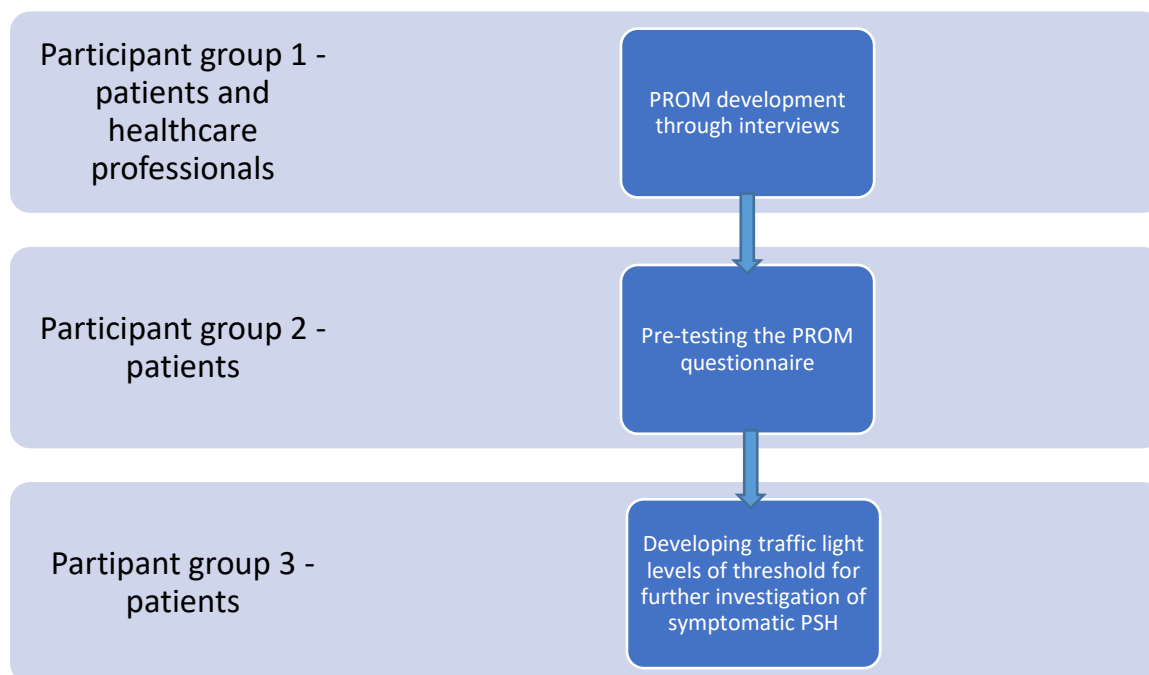 Participant group 1 -
patients and
healthcare
professionals
PROM development
through interviews
Participant group 2 -
patients
Pre-testing the PROM
questionnaire
Partipant group 3 -
patients
Developing traffic light
levels of threshold for
further investigation of
symptomatic PSH